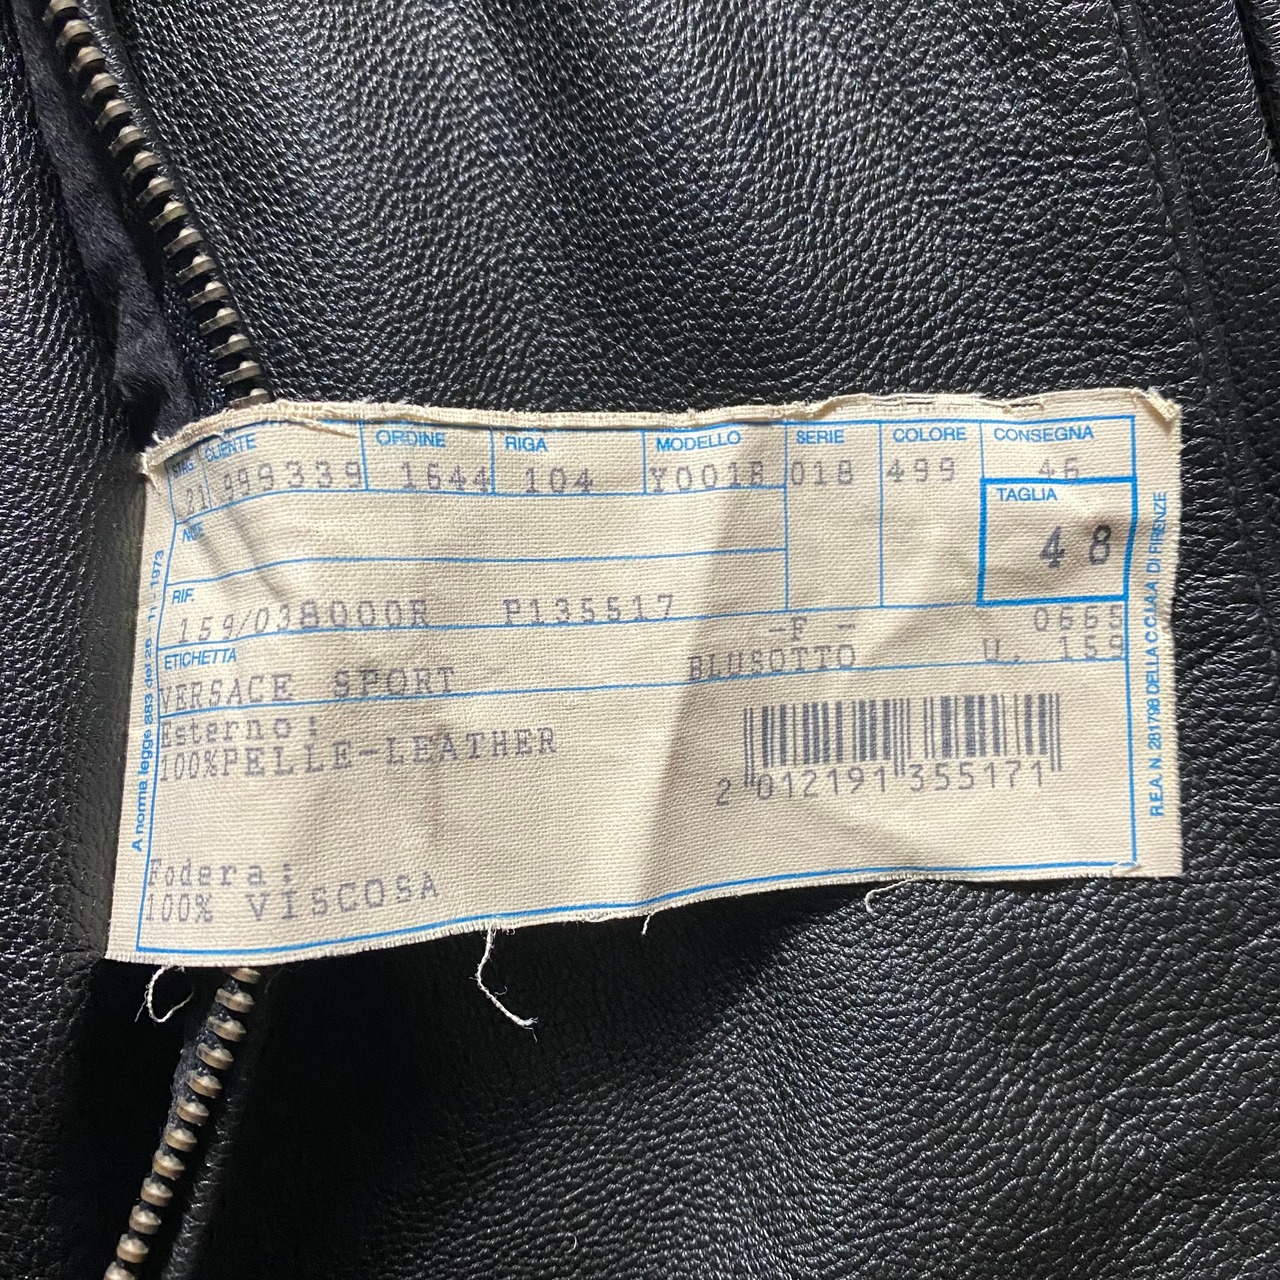 STAG. CLIENTE ORDINE RIGA MODELLO SERIE COLORE CONSEGNA
21 999339 1644 104 Y001B 018 499 46
TAGLIA
48
NOTE
RIF.
159/038000R P135517
-F - 0665
ETICHETTA BLUSOTTO U. 159
VERSACE SPORT
Esterno:
100%PELLE-LEATHER
2 012191 355171
Fodera:
100% VISCOSA
A norma legge 883 del 26 - 11 - 1973
R.E.A. N. 281798 DELLA C.C.I.A.A. DI FIRENZE